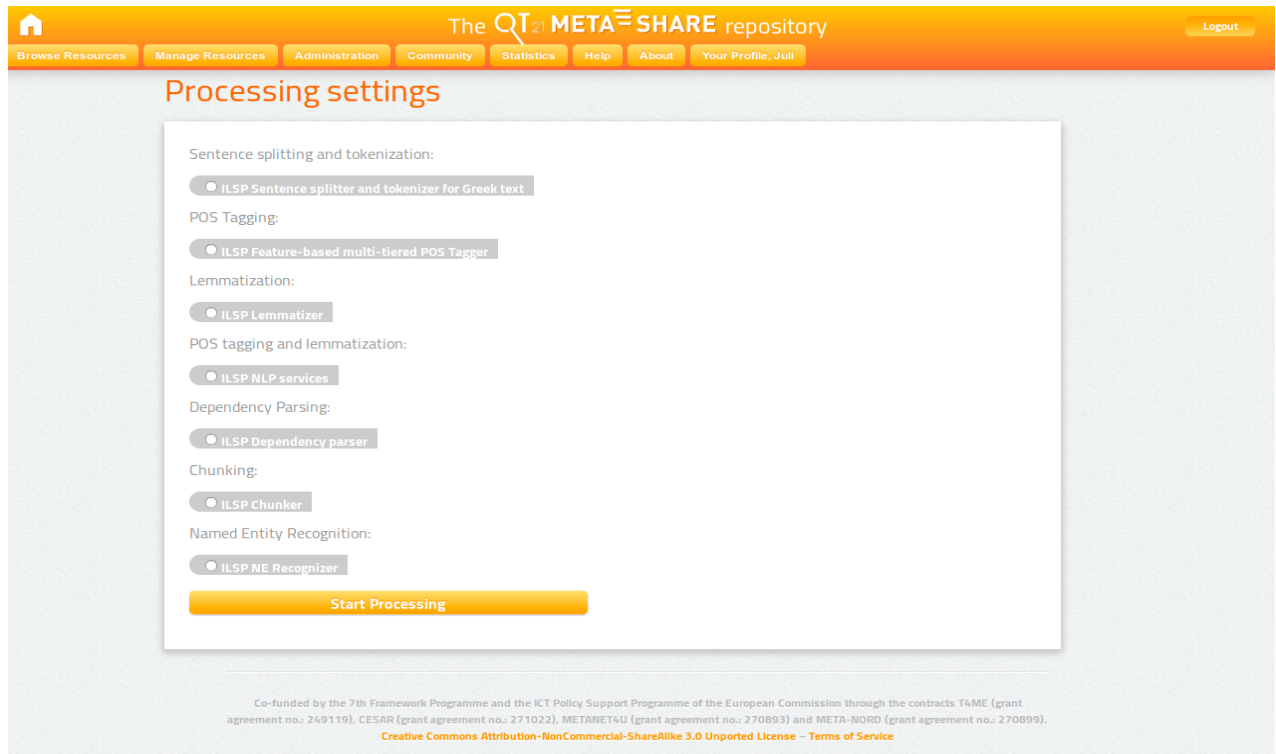 The QT21 META SHARE repository
Logout
Browse Resources Manage Resources Administration Community Statistics Help About Your Profile, Juli
Processing settings
Sentence splitting and tokenization:
ILSP Sentence splitter and tokenizer for Greek text
POS Tagging:
ILSP Feature-based multi-tiered POS Tagger
Lemmatization:
ILSP Lemmatizer
POS tagging and lemmatization:
ILSP NLP services
Dependency Parsing:
ILSP Dependency parser
Chunking:
ILSP Chunker
Named Entity Recognition:
ILSP NE Recognizer
Start Processing
Co-funded by the 7th Framework Programme and the ICT Policy Support Programme of the European Commission through the contracts T4ME (grant
agreement no.: 249119), CESAR (grant agreement no.: 271022), METANET4U (grant agreement no.: 270893) and META-NORD (grant agreement no.: 270899).
Creative Commons Attribution-NonCommercial-ShareAlike 3.0 Unported License – Terms of Service